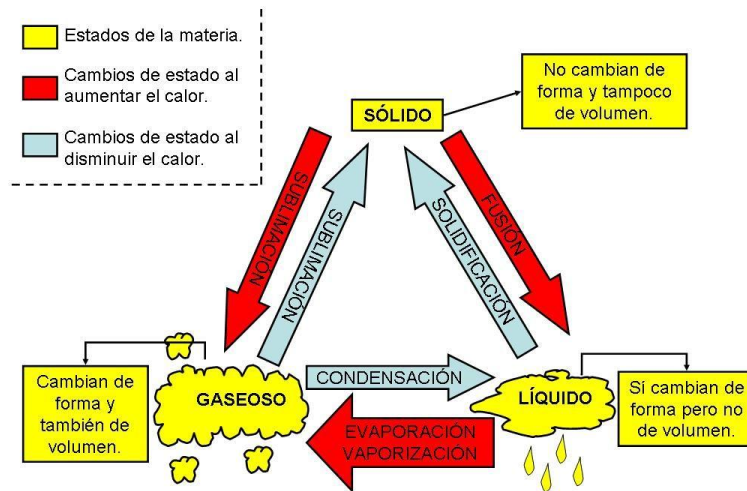 Estados de la materia.
Cambios de estado al
aumentar el calor.
Cambios de estado al
disminuir el calor.
No cambian de
forma y tampoco
de volumen.
SÓLIDO
SUBLIMACIÓN
SUBLIMACIÓN
SOLIDIFICACIÓN
FUSIÓN
Cambian de
forma y
también de
volumen.
GASEOSO
CONDENSACIÓN
EVAPORACIÓN
VAPORIZACIÓN
LÍQUIDO
Sí cambian de
forma pero no
de volumen.